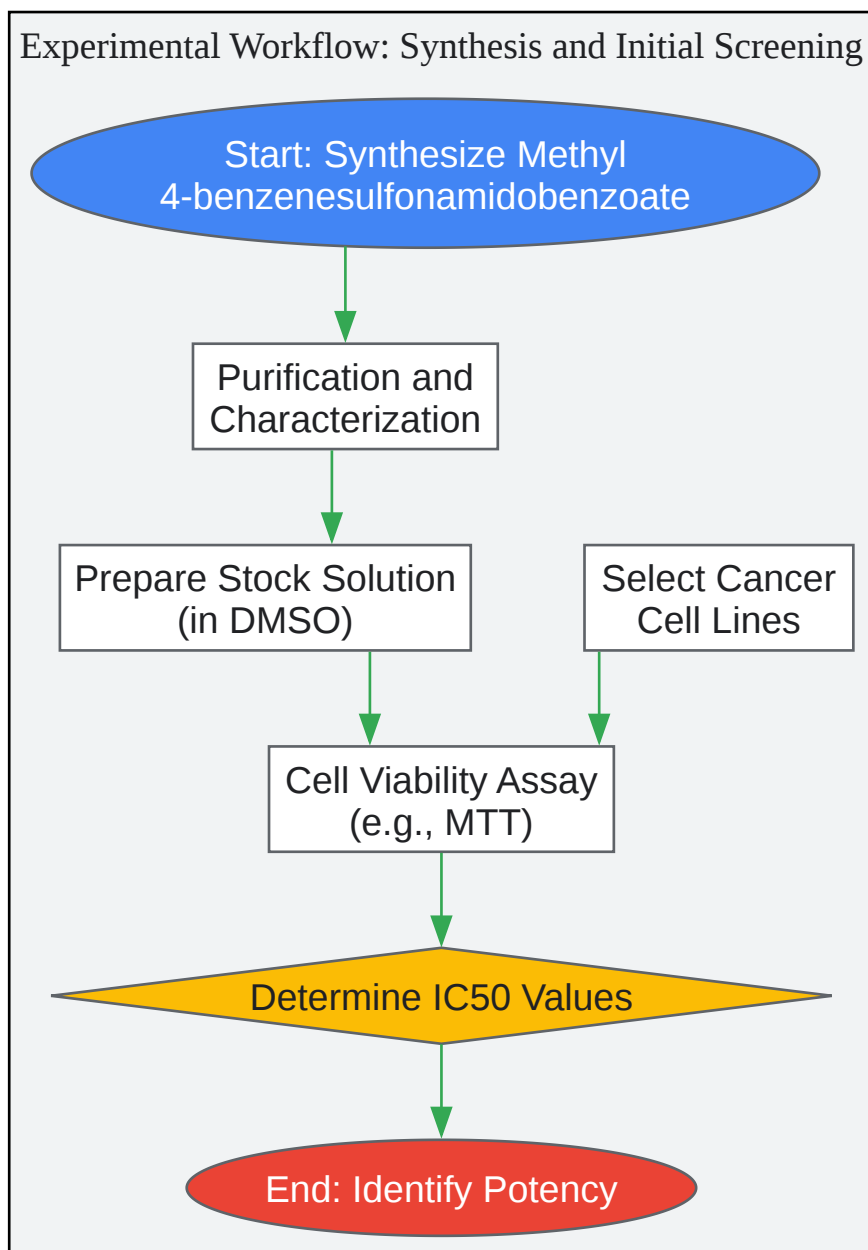 Experimental Workflow: Synthesis and Initial Screening
Start: Synthesize Methyl
4-benzenesulfonamidobenzoate
Purification and
Characterization
Prepare Stock Solution
(in DMSO)
Select Cancer
Cell Lines
Cell Viability Assay
(e.g., MTT)
Determine IC50 Values
End: Identify Potency